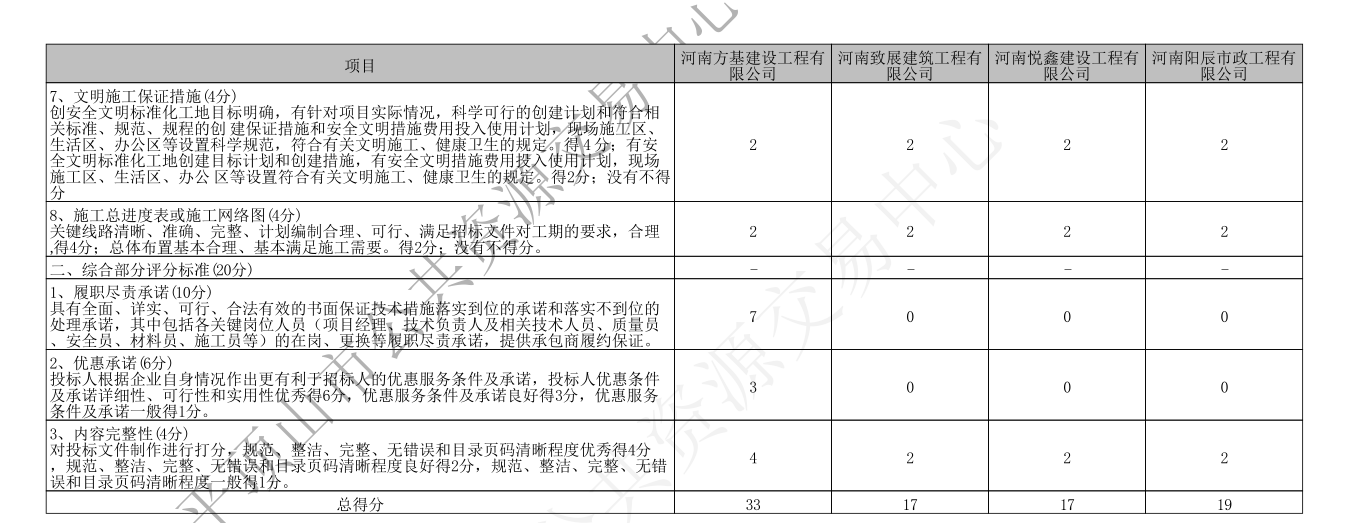 项目
河南方基建设工程有
限公司
河南致展建筑工程有
限公司
河南悦鑫建设工程有
限公司
河南阳辰市政工程有
限公司
7、文明施工保证措施(4分)
创安全文明标准化工地目标明确，有针对项目实际情况，科学可行的创建计划和符合相
关标准、规范、规程的创 建保证措施和安全文明措施费用投入使用计划，现场施工区、
生活区、办公区等设置科学规范，符合有关文明施工、健康卫生的规定。得4分；有安
全文明标准化工地创建目标计划和创建措施，有安全文明措施费用投入使用计划，现场
施工区、生活区、办公 区等设置符合有关文明施工、健康卫生的规定。得2分；没有不得
分
2 2 2 2
8、施工总进度表或施工网络图(4分)
关键线路清晰、准确、完整、计划编制合理、可行、满足招标文件对工期的要求，合理
,得4分；总体布置基本合理、基本满足施工需要。得2分；没有不得分。
2 2 2 2
二、综合部分评分标准(20分)
— — — —
1、履职尽责承诺(10分)
具有全面、详实、可行、合法有效的书面保证技术措施落实到位的承诺和落实不到位的
处理承诺，其中包括各关键岗位人员（项目经理、技术负责人及相关技术人员、质量员
、安全员、材料员、施工员等）的在岗、更换等履职尽责承诺，提供承包商履约保证。
7 0 0 0
2、优惠承诺(6分)
投标人根据企业自身情况作出更有利于招标人的优惠服务条件及承诺，投标人优惠条件
及承诺详细性、可行性和实用性优秀得6分，优惠服务条件及承诺良好得3分，优惠服务
条件及承诺一般得1分。
3 0 0 0
3、内容完整性(4分)
对投标文件制作进行打分，规范、整洁、完整、无错误和目录页码清晰程度优秀得4分
，规范、整洁、完整、无错误和目录页码清晰程度良好得2分，规范、整洁、完整、无错
误和目录页码清晰程度一般得1分。
4 2 2 2
总得分 33 17 17 19
平顶山市公共资源交易中心
公共资源交易中心